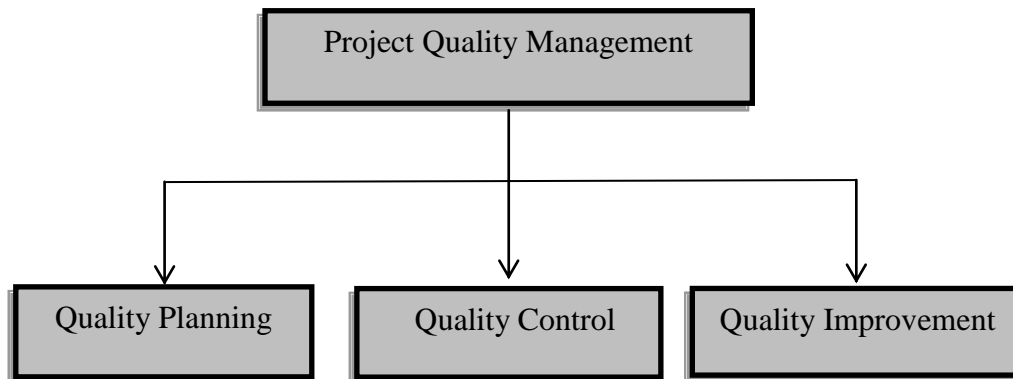 Project Quality Management
Quality Planning
Quality Control
Quality Improvement